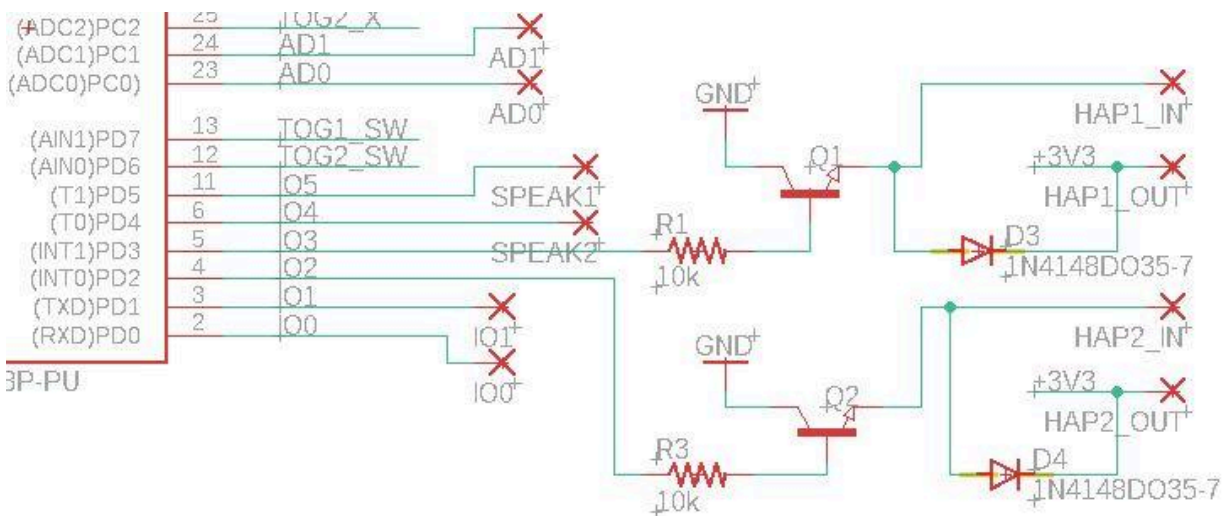 25 TOG2_X
(ADC2)PC2
24 AD1
(ADC1)PC1
AD1
23 AD0
(ADC0)PC0)
AD0
GND
HAP1_IN
13 TOG1_SW
(AIN1)PD7
12 TOG2_SW
(AIN0)PD6
Q1
+3V3
11 O5
(T1)PD5
SPEAK1
HAP1_OUT
6 O4
(T0)PD4
R1
D3
5 O3
(INT1)PD3
SPEAK2
10k
1N4148DO35-7
4 O2
(INT0)PD2
3 O1
(TXD)PD1
IO1
2 IO0
(RXD)PD0
GND
HAP2_IN
3P-PU
IO0
+3V3
Q2
HAP2_OUT
R3
D4
10k
1N4148DO35-7